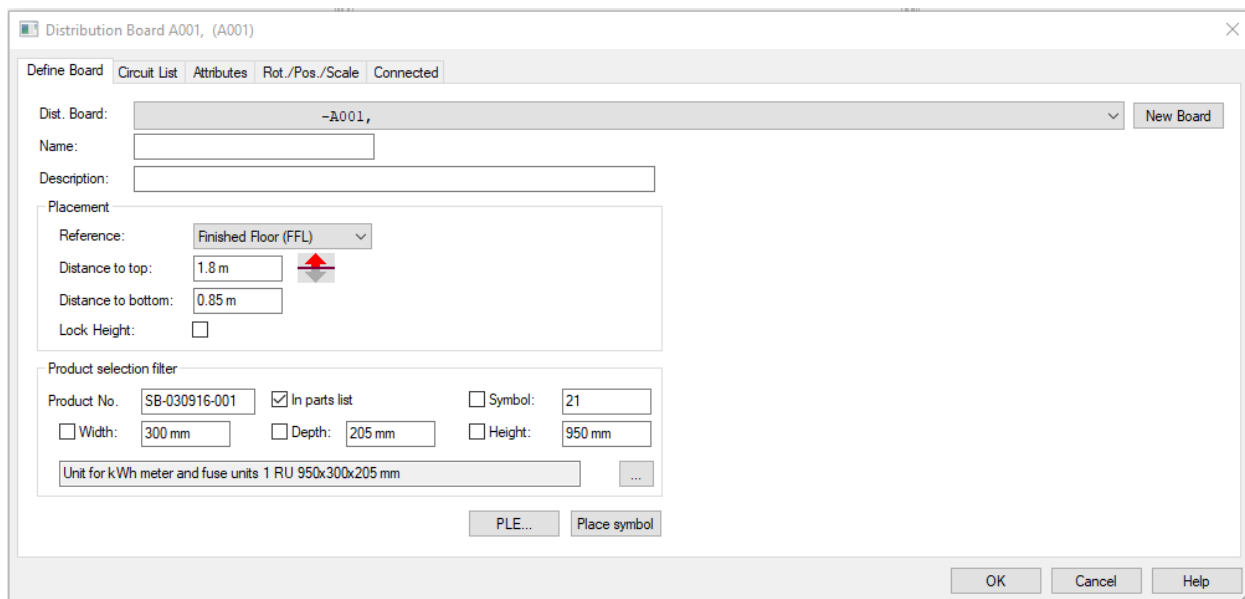 Distribution Board A001, (A001)
Define Board Circuit List Attributes Rot./Pos./Scale Connected
Dist. Board: -A001, New Board
Name:
Description:
Placement
Reference: Finished Floor (FFL)
Distance to top: 1.8 m
Distance to bottom: 0.85 m
Lock Height:
Product selection filter
Product No. SB-030916-001 In parts list Symbol: 21
Width: 300 mm Depth: 205 mm Height: 950 mm
Unit for kWh meter and fuse units 1 RU 950x300x205 mm ...
PLE... Place symbol
OK Cancel Help